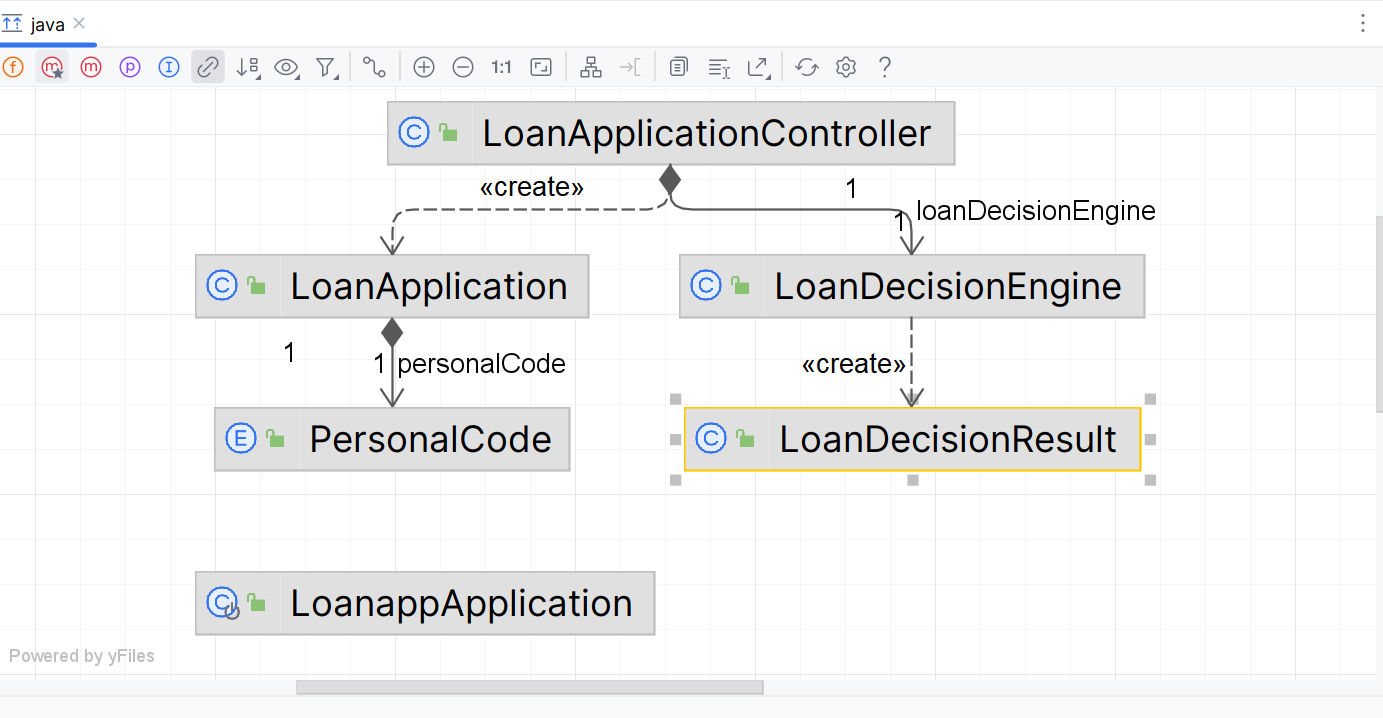 java
f m m p I 1:1 ?
C LoanApplicationController
«create»
1
1 loanDecisionEngine
C LoanApplication
C LoanDecisionEngine
1
1 personalCode
«create»
E PersonalCode
C LoanDecisionResult
C LoanappApplication
Powered by yFiles